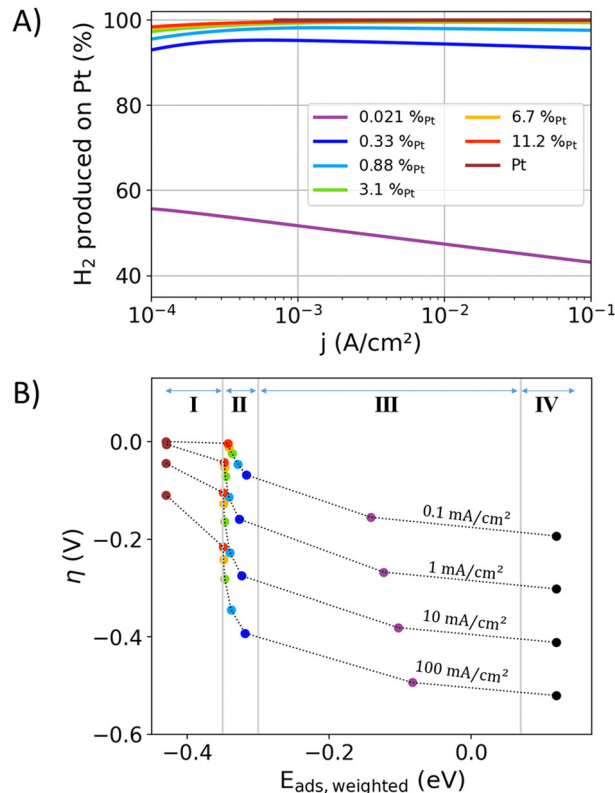 A)
H₂ produced on Pt (%)
100
80
60
40
0.021 %Pt
0.33 %Pt
0.88 %Pt
3.1 %Pt
6.7 %Pt
11.2 %Pt
Pt
10⁻⁴
10⁻³
10⁻²
10⁻¹
j (A/cm²)
B)
I
II
III
IV
η (V)
0.0
−0.2
−0.4
−0.6
0.1 mA/cm²
1 mA/cm²
10 mA/cm²
100 mA/cm²
−0.4
−0.2
0.0
Eads, weighted (eV)